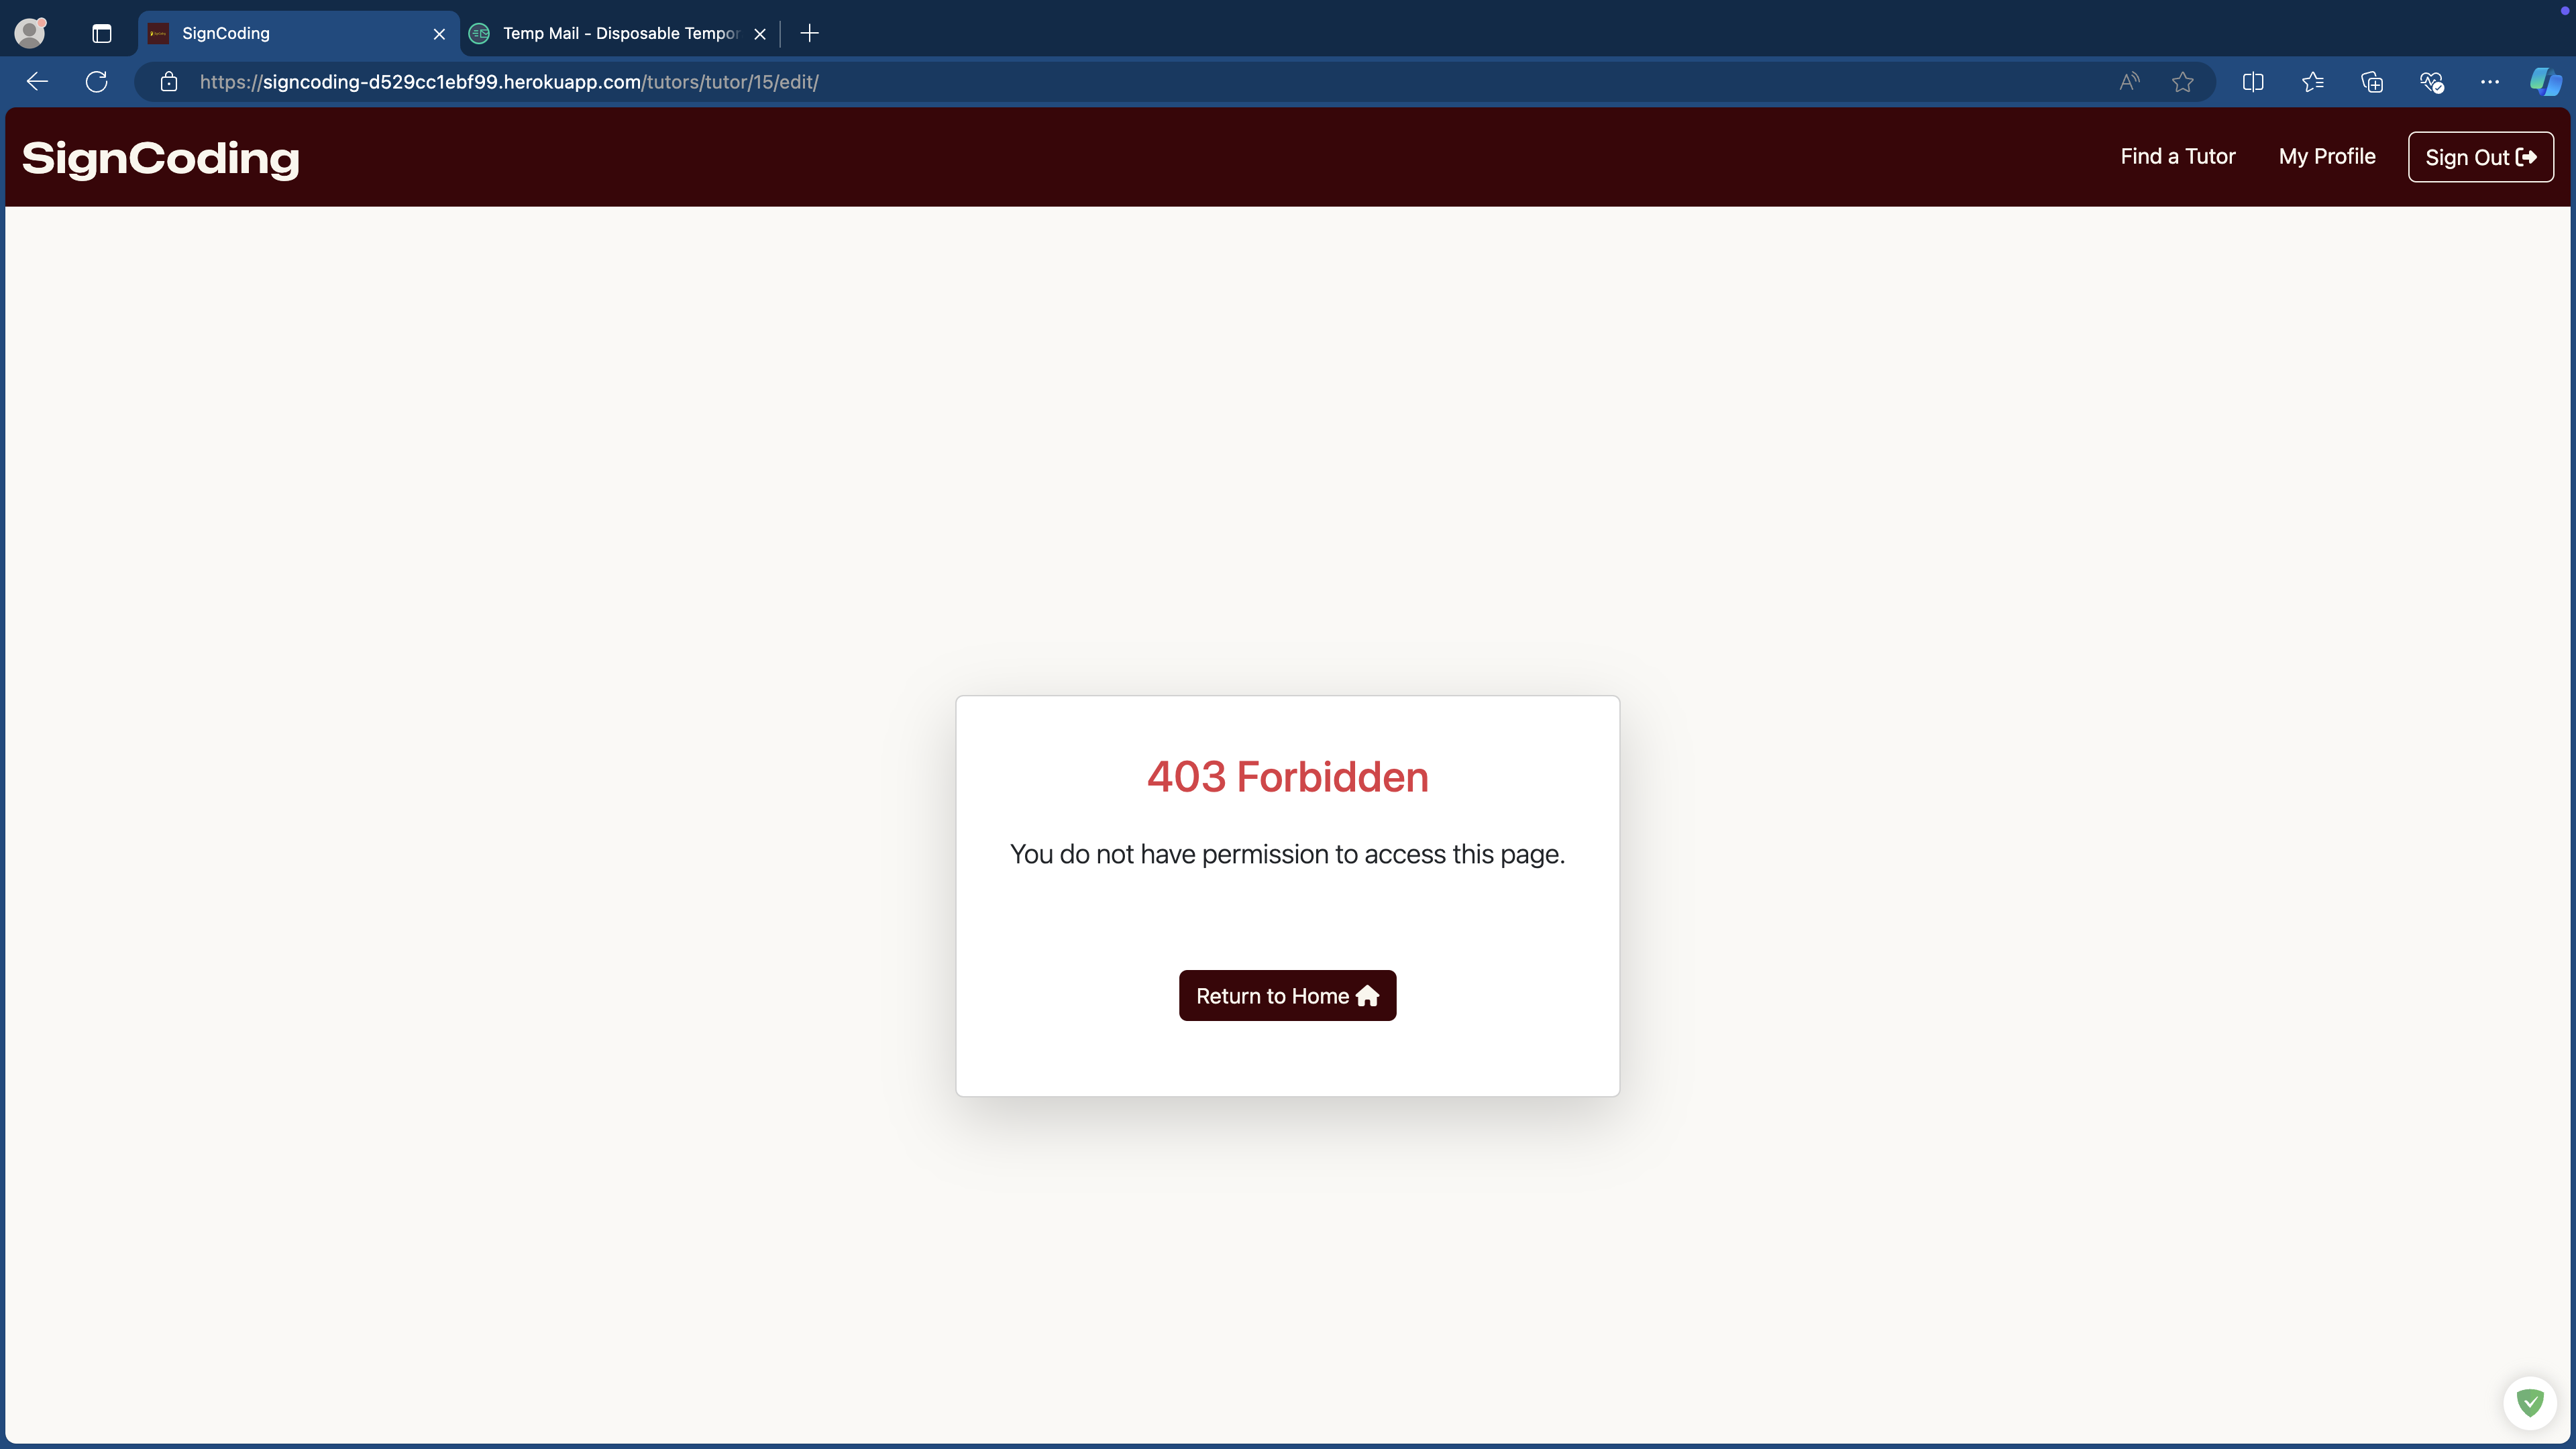 SignCoding
Temp Mail - Disposable Tempor
https://signcoding-d529cc1ebf99.herokuapp.com/tutors/tutor/15/edit/
SignCoding
Find a Tutor
My Profile
Sign Out
403 Forbidden
You do not have permission to access this page.
Return to Home